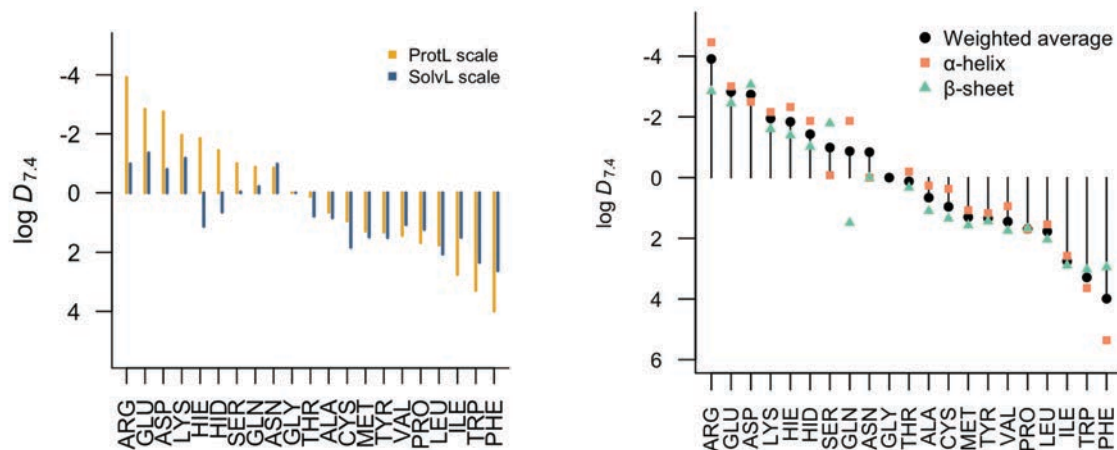 ProtL scale
SolvL scale
-4
-2
0
2
4
log D7.4
ARG
GLU
ASP
LYS
HIE
HID
SER
GLN
ASN
GLY
THR
ALA
CYS
MET
TYR
VAL
PRO
LEU
ILE
TRP
PHE
Weighted average
α-helix
β-sheet
-4
-2
0
2
4
6
log D7.4
ARG
GLU
ASP
LYS
HIE
HID
SER
GLN
ASN
GLY
THR
ALA
CYS
MET
TYR
VAL
PRO
LEU
ILE
TRP
PHE